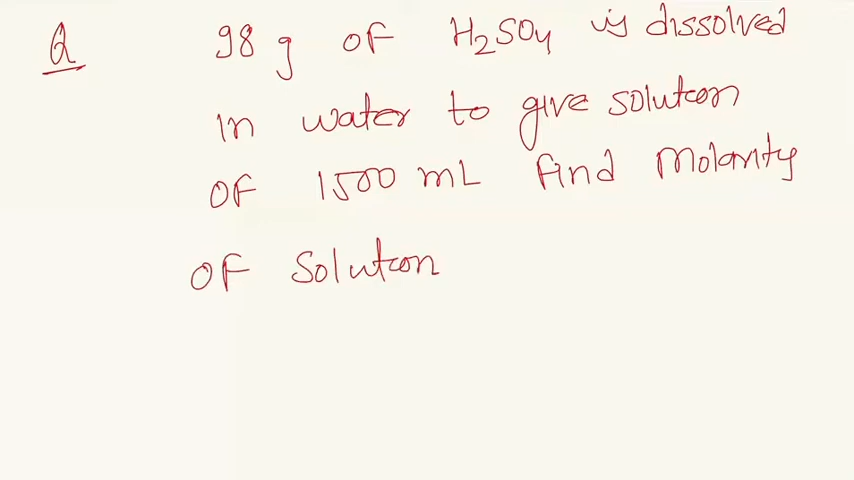 Q 98 g of H₂SO₄ is dissolved
in water to give solution
of 1500 mL find Molarity
of solution